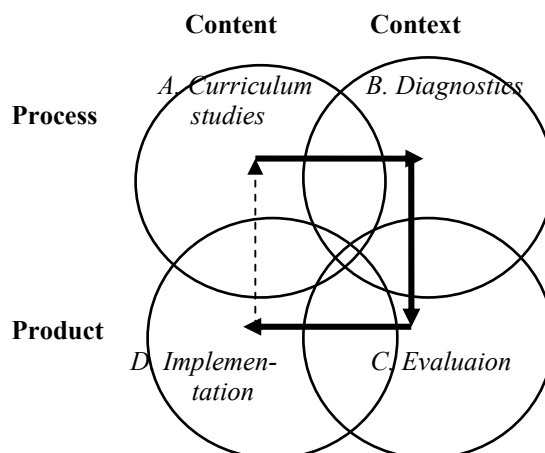 Content Context
A. Curriculum B. Diagnostics
studies
Process
Product
D. Implemen- C. Evaluaion
tation